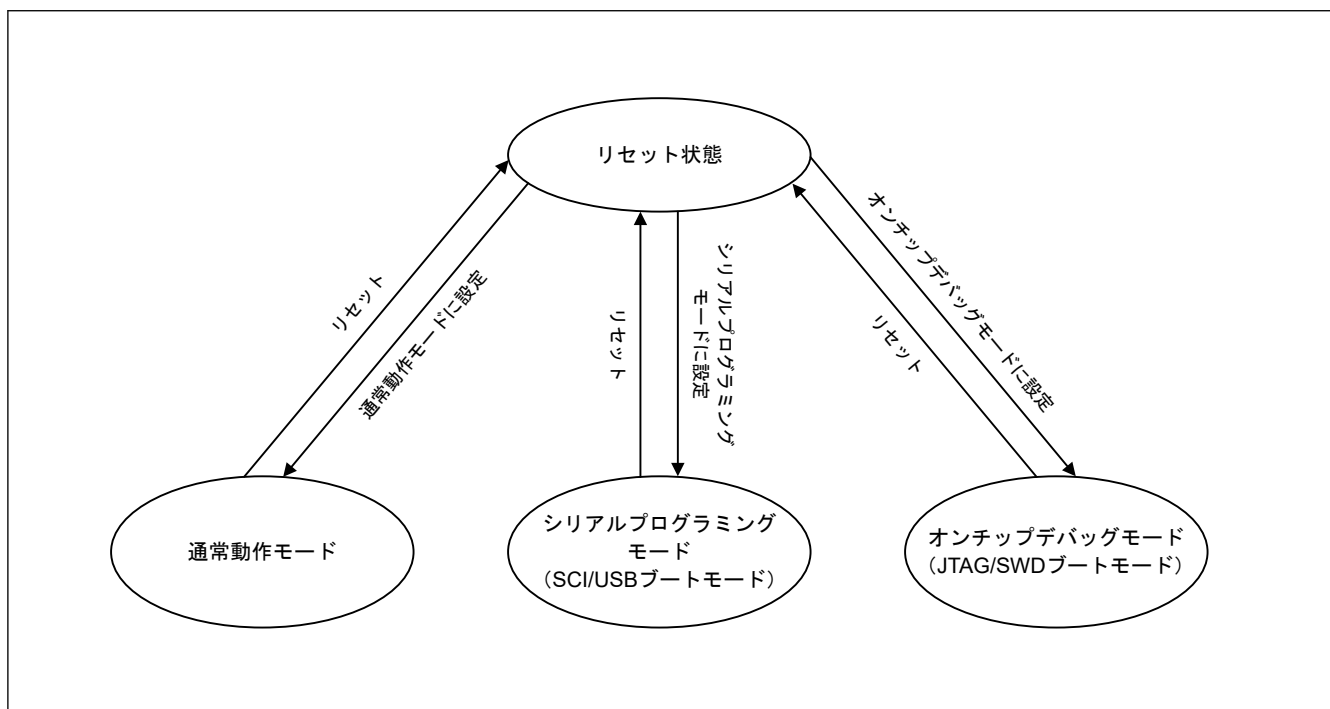 リセット状態
リセット
通常動作モードに設定
リセット
シリアルプログラミング
モードに設定
オンチップデバッグモードに設定
リセット
通常動作モード
シリアルプログラミング
モード
（SCI/USBブートモード）
オンチップデバッグモード
（JTAG/SWDブートモード）